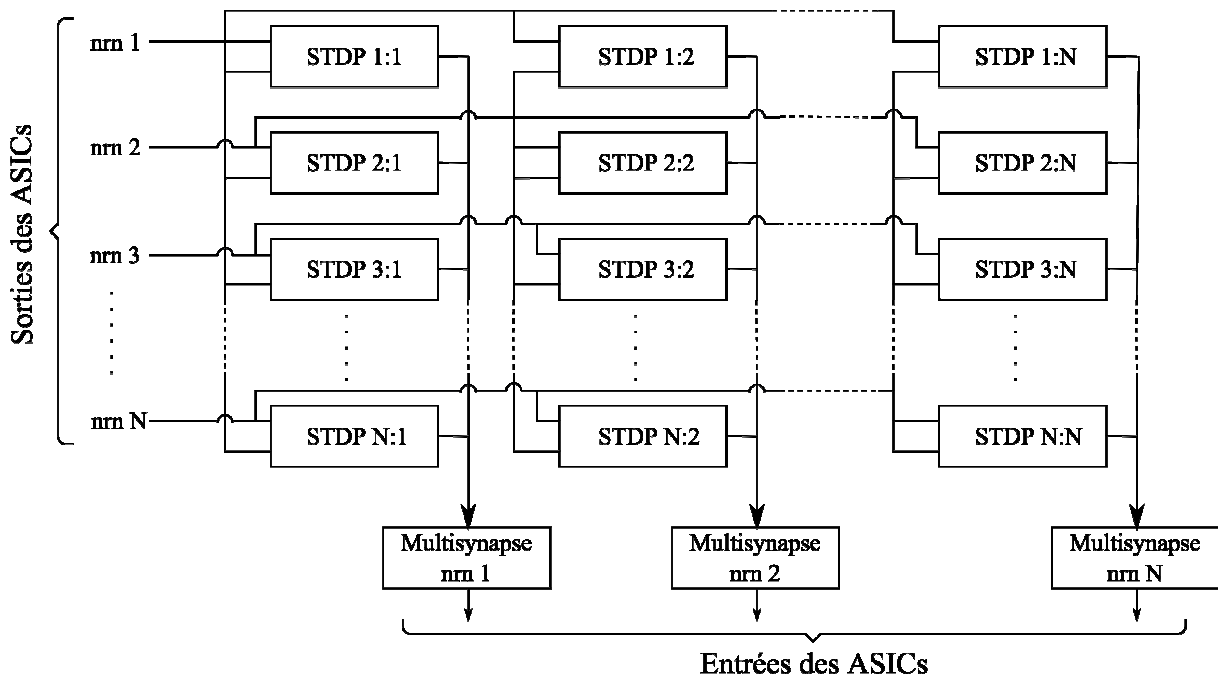 nrn 1
STDP 1:1
STDP 1:2
STDP 1:N
nrn 2
STDP 2:1
STDP 2:2
STDP 2:N
nrn 3
STDP 3:1
STDP 3:2
STDP 3:N
nrn N
STDP N:1
STDP N:2
STDP N:N
Sorties des ASICs
Multisynapse
nrn 1
Multisynapse
nrn 2
Multisynapse
nrn N
Entrées des ASICs